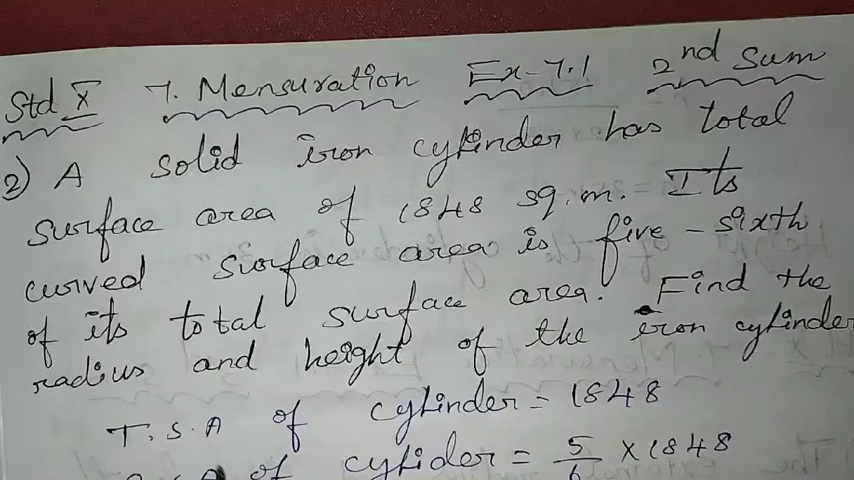 Std X 7. Mensuration Ex-7.1 2nd Sum
2) A solid iron cylinder has total
surface area of 1848 sq.m. Its
curved surface area is five - sixth
of its total surface area. Find the
radius and height of the iron cylinder
T.S.A of cylinder = 1848
of cylider = 5/6 × 1848